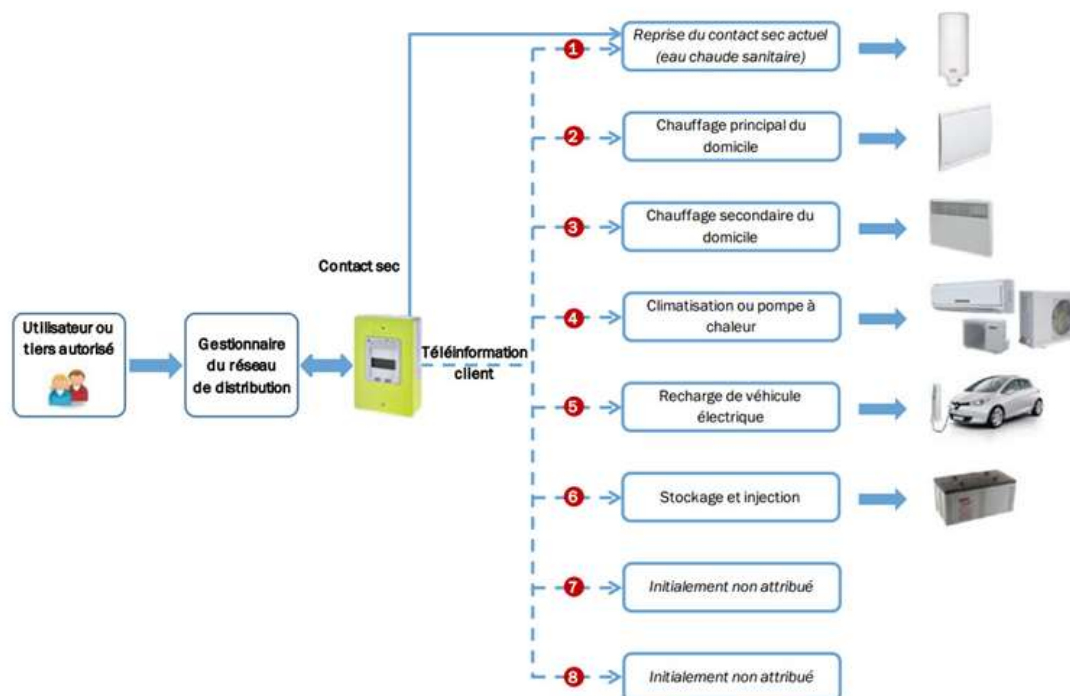 1
Reprise du contact sec actuel
(eau chaude sanitaire)
2
Chauffage principal du
domicile
3
Chauffage secondaire du
domicile
Contact sec
Utilisateur ou
tiers autorisé
Gestionnaire
du réseau
de distribution
Téléinformation
client
4
Climatisation ou pompe à
chaleur
5
Recharge de véhicule
électrique
6
Stockage et injection
7
Initialement non attribué
8
Initialement non attribué